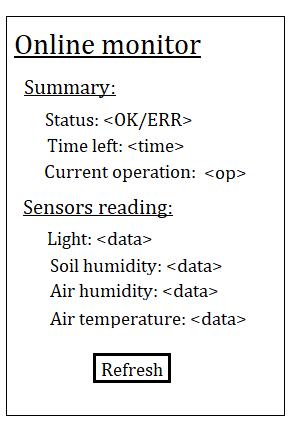 Online monitor
Summary:
Status: <OK/ERR>
Time left: <time>
Current operation: <op>
Sensors reading:
Light: <data>
Soil humidity: <data>
Air humidity: <data>
Air temperature: <data>
Refresh